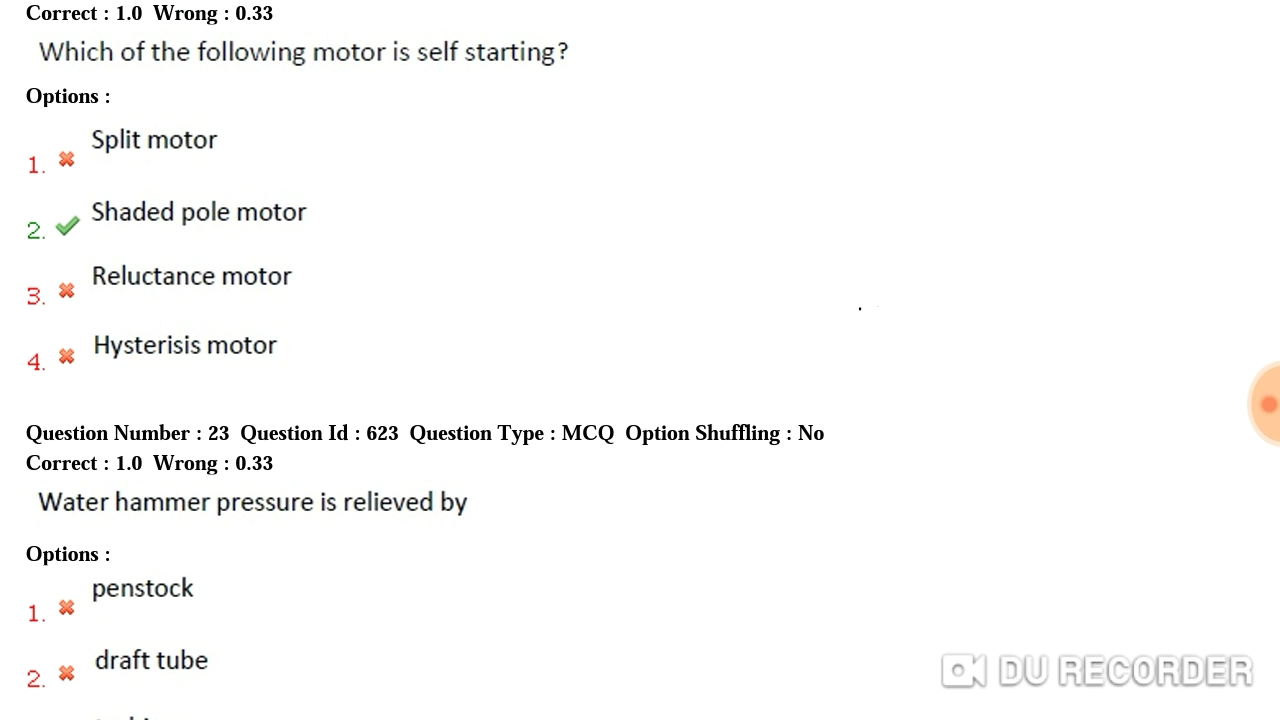 Correct : 1.0 Wrong : 0.33
Which of the following motor is self starting?
Options :
Split motor
1.
Shaded pole motor
2.
Reluctance motor
3.
Hysterisis motor
4.
Question Number : 23 Question Id : 623 Question Type : MCQ Option Shuffling : No
Correct : 1.0 Wrong : 0.33
Water hammer pressure is relieved by
Options :
penstock
1.
draft tube
2.
DU RECORDER